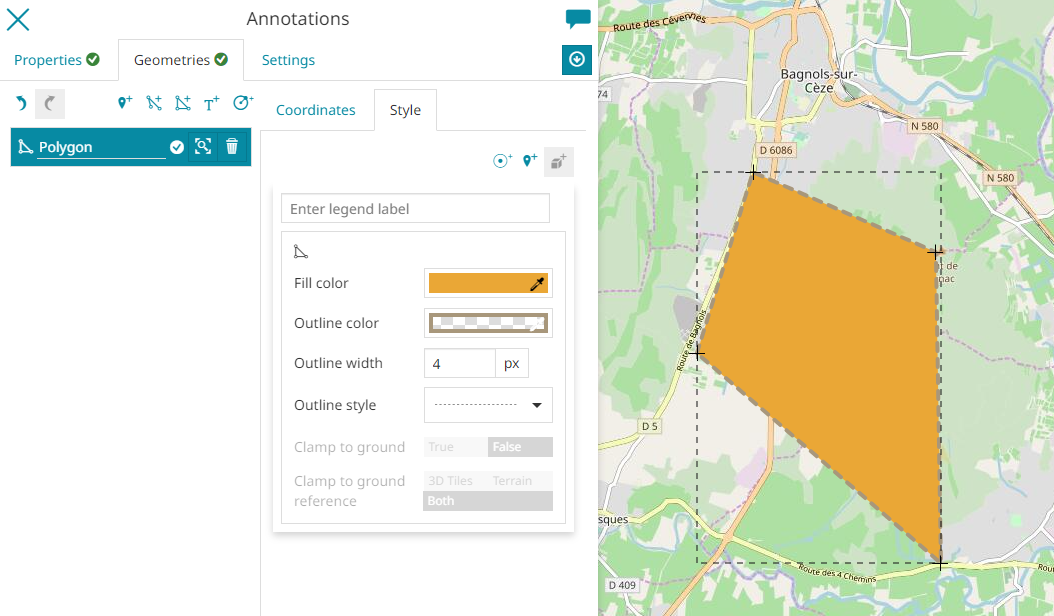 Annotations
Properties
Geometries
Settings
T+
Coordinates
Style
Polygon
Enter legend label
Fill color
Outline color
Outline width
4
px
Outline style
Clamp to ground
True
False
Clamp to ground
reference
3D Tiles
Terrain
Both
Route des Cévennes
Bagnols-sur-
Cèze
74
N 580
D 6086
N 580
t de
nac
Route de Bagnols
D 5
sques
Route des 4 Chemins
Rou
D 409